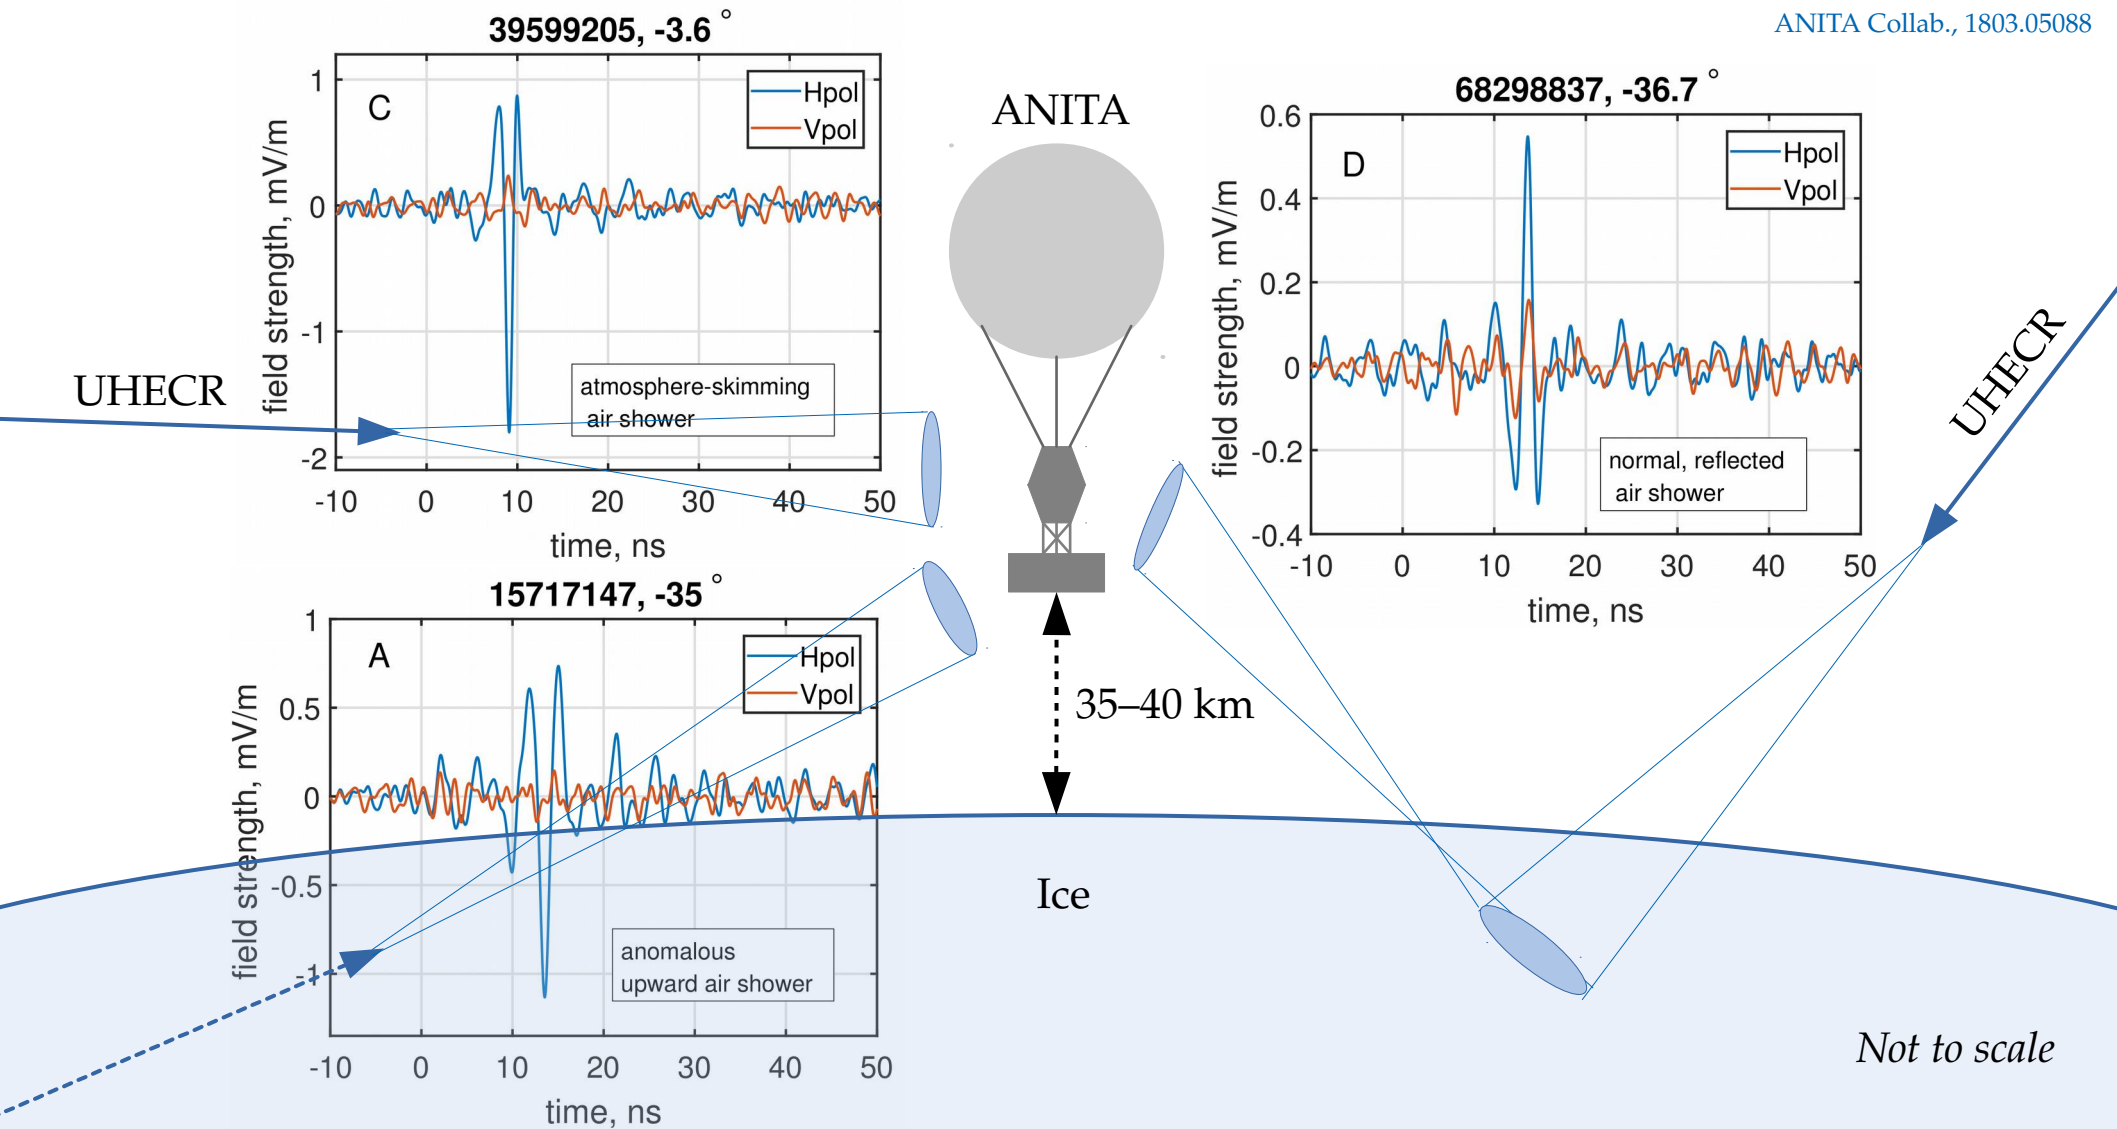 ANITA Collab., 1803.05088
39599205, -3.6 °
C
Hpol
Vpol
1
0
-1
-2
field strength, mV/m
atmosphere-skimming
air shower
-10 0 10 20 30 40 50
time, ns
UHECR
ANITA
68298837, -36.7 °
D
Hpol
Vpol
0.6
0.4
0.2
0
-0.2
-0.4
field strength, mV/m
normal, reflected
air shower
-10 0 10 20 30 40 50
time, ns
UHECR
15717147, -35 °
A
Hpol
Vpol
1
0.5
0
-0.5
-1
field strength, mV/m
anomalous
upward air shower
-10 0 10 20 30 40 50
time, ns
35–40 km
Ice
Not to scale